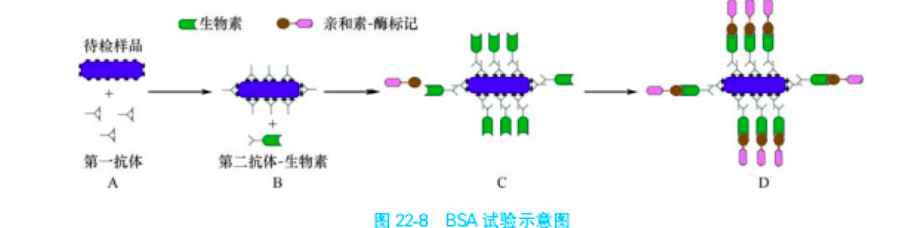 生物素 亲和素-酶标记
待检样品
+
+
第一抗体 第二抗体-生物素
A B C D
图 22-8 BSA 试验示意图